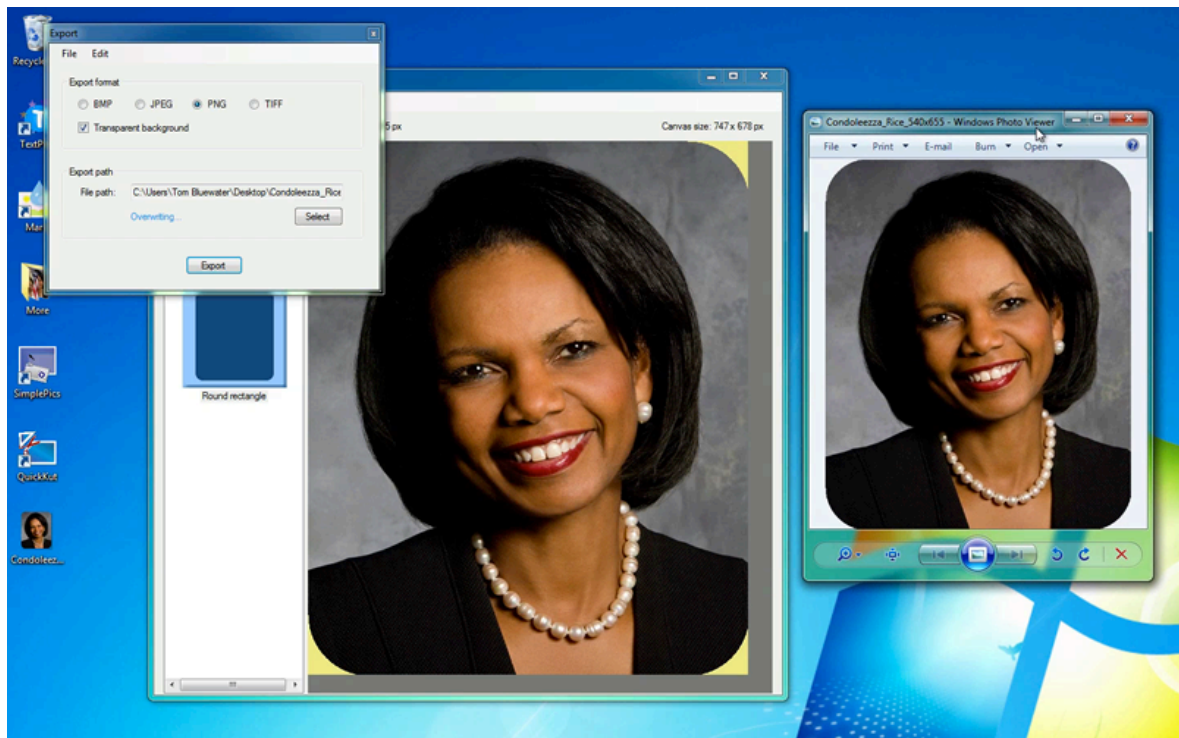 Recycle
TextP
Mar
More
SimplePics
QuickKut
Condoleez...
Export
File Edit
Export format
BMP JPEG PNG TIFF
Transparent background
Export path
File path: C:\Users\Tom Bluewater\Desktop\Condoleezza_Rice
Overwriting... Select
Export
5 px Canvas size: 747 x 678 px
Round rectangle
Condoleezza_Rice_540x655 - Windows Photo Viewer
File Print E-mail Burn Open